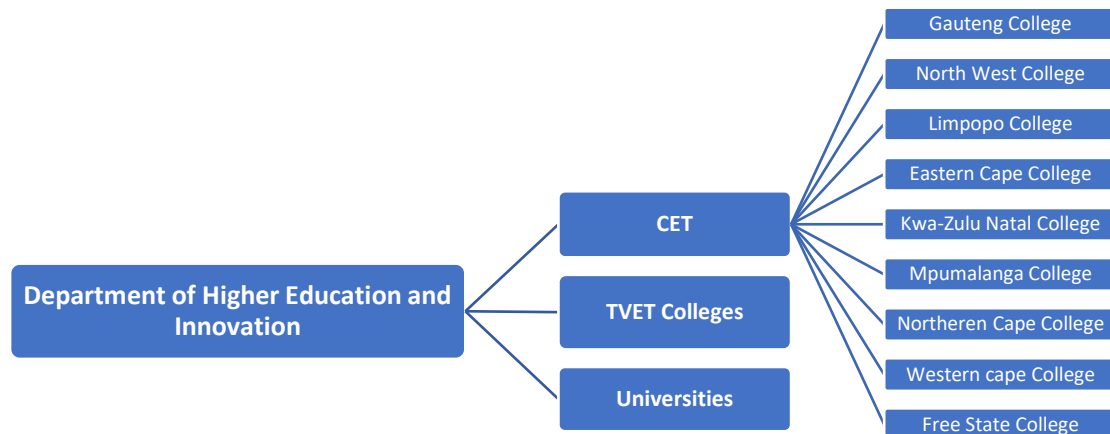 Department of Higher Education and
Innovation
CET
TVET Colleges
Universities
Gauteng College
North West College
Limpopo College
Eastern Cape College
Kwa-Zulu Natal College
Mpumalanga College
Northeren Cape College
Western cape College
Free State College